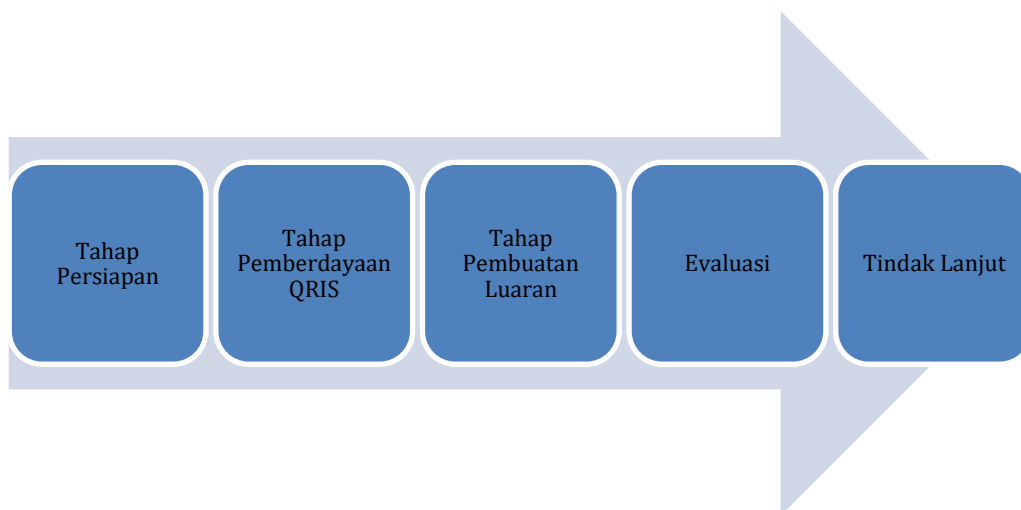 Tahap
Persiapan
Tahap
Pemberdayaan
QRIS
Tahap
Pembuatan
Luaran
Evaluasi
Tindak Lanjut